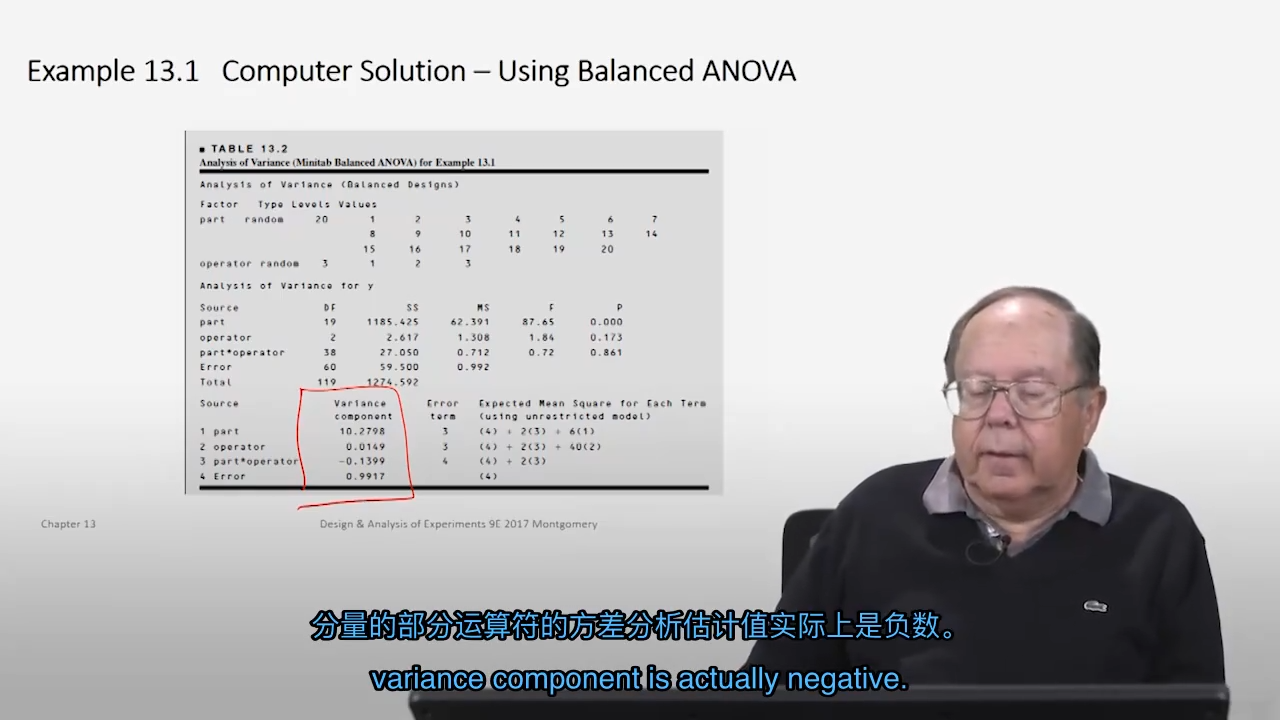 Example 13.1 Computer Solution – Using Balanced ANOVA
■ TABLE 13.2
Analysis of Variance (Minitab Balanced ANOVA) for Example 13.1
Analysis of Variance (Balanced Designs)
Factor Type Levels Values
part random 20 1 2 3 4 5 6 7
8 9 10 11 12 13 14
15 16 17 18 19 20
operator random 3 1 2 3
Analysis of Variance for y
Source DF SS MS F P
part 19 1185.425 62.391 87.65 0.000
operator 2 2.617 1.308 1.84 0.173
part*operator 38 27.050 0.712 0.72 0.861
Error 60 59.500 0.992
Total 119 1274.592
Source Variance Error Expected Mean Square for Each Term
component term (using unrestricted model)
1 part 10.2798 3 (4) + 2(3) + 6(1)
2 operator 0.0149 3 (4) + 2(3) + 40(2)
3 part*operator -0.1399 4 (4) + 2(3)
4 Error 0.9917 (4)
Chapter 13 Design & Analysis of Experiments 9E 2017 Montgomery
分量的部分运算符的方差分析估计值实际上是负数。
variance component is actually negative.